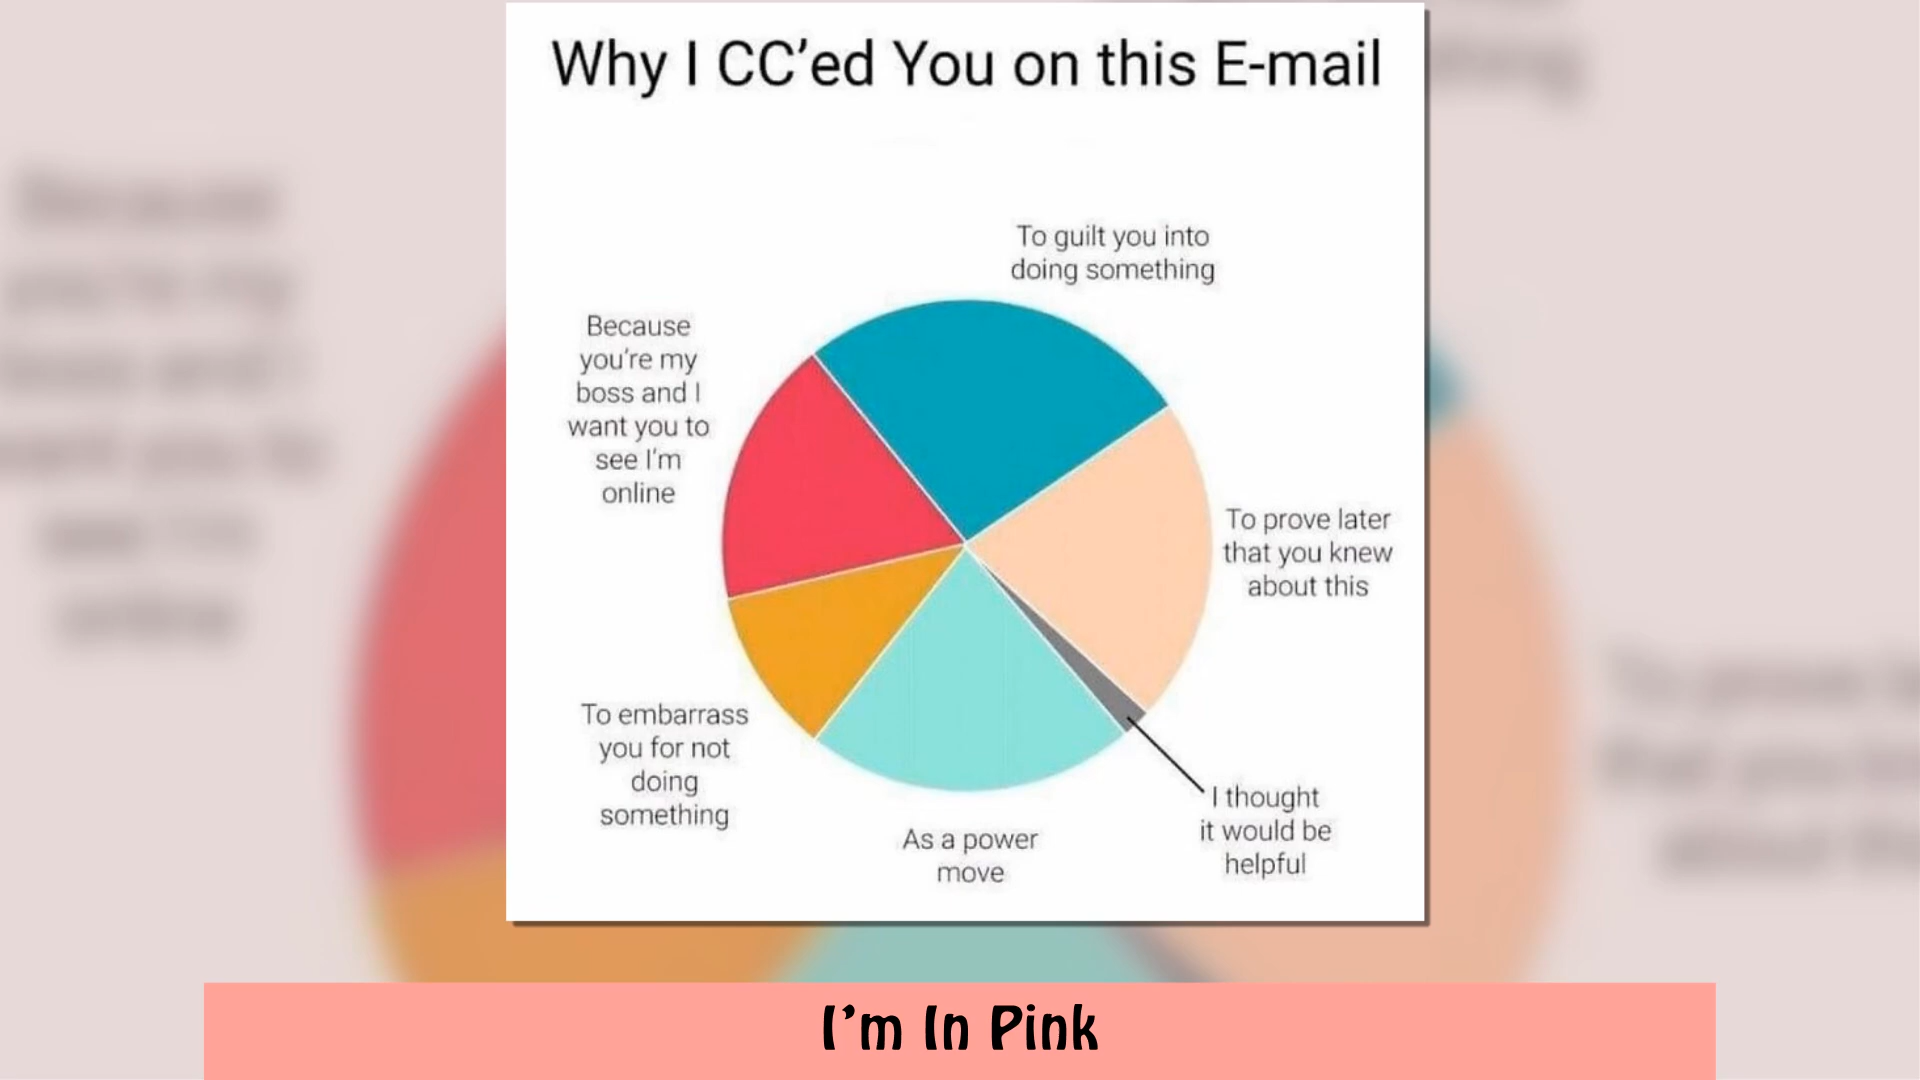 Why I CC’ed You on this E-mail
To guilt you into
doing something
Because
you’re my
boss and I
want you to
see I’m
online
To prove later
that you knew
about this
To embarrass
you for not
doing
something
As a power
move
I thought
it would be
helpful
I’m In Pink